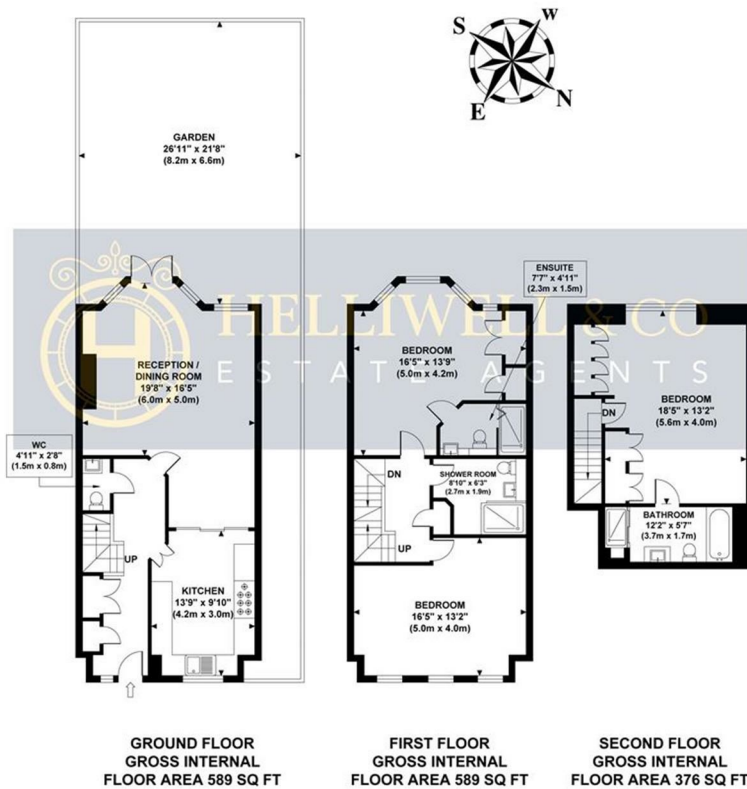 S
W
E
N
GARDEN
26'11" x 21'8"
(8.2m x 6.6m)
HELLIWELL & CO
ESTATE AGENTS
ENSUITE
7'7" x 4'11"
(2.3m x 1.5m)
RECEPTION /
DINING ROOM
19'8" x 16'5"
(6.0m x 5.0m)
WC
4'11" x 2'8"
(1.5m x 0.8m)
UP
KITCHEN
13'9" x 9'10"
(4.2m x 3.0m)
BEDROOM
16'5" x 13'9"
(5.0m x 4.2m)
DN
SHOWER ROOM
8'10" x 6'3"
(2.7m x 1.9m)
UP
BEDROOM
16'5" x 13'2"
(5.0m x 4.0m)
BEDROOM
18'5" x 13'2"
(5.6m x 4.0m)
DN
BATHROOM
12'2" x 5'7"
(3.7m x 1.7m)
GROUND FLOOR
GROSS INTERNAL
FLOOR AREA 589 SQ FT
FIRST FLOOR
GROSS INTERNAL
FLOOR AREA 589 SQ FT
SECOND FLOOR
GROSS INTERNAL
FLOOR AREA 376 SQ FT